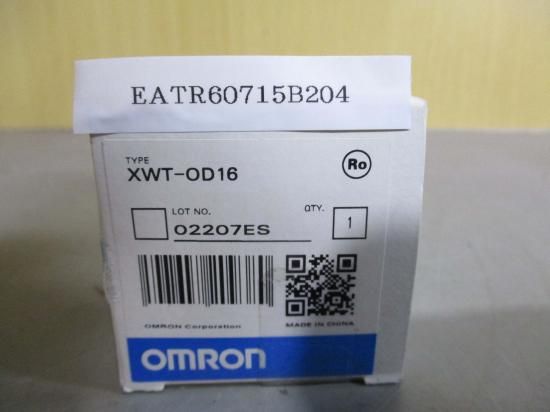 EATR60715B204
TYPE
XWT-OD16
Ro
LOT NO. 02207ES QTY. 1
OMRON Corporation
MADE IN CHINA
OMRON